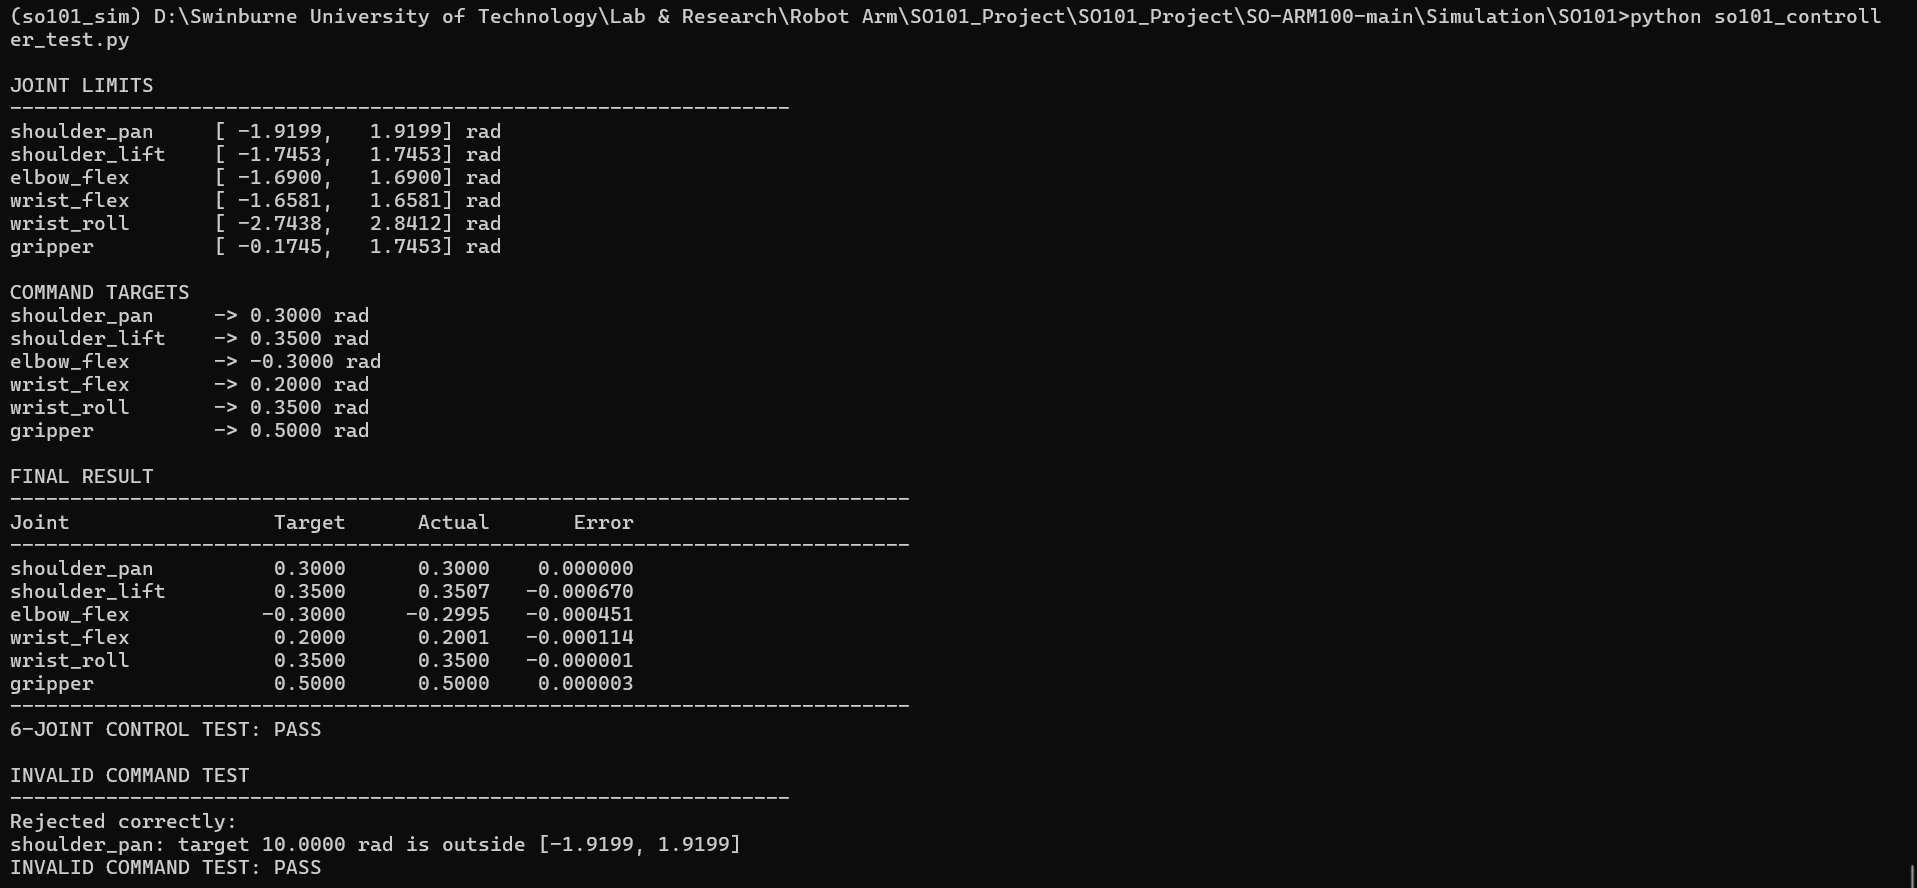 (so101_sim) D:\Swinburne University of Technology\Lab & Research\Robot Arm\SO101_Project\SO101_Project\SO-ARM100-main\Simulation\SO101>python so101_controll
er_test.py
JOINT LIMITS
-----------------------------------------------------------------
shoulder_pan     [ -1.9199,   1.9199] rad
shoulder_lift    [ -1.7453,   1.7453] rad
elbow_flex       [ -1.6900,   1.6900] rad
wrist_flex       [ -1.6581,   1.6581] rad
wrist_roll       [ -2.7438,   2.8412] rad
gripper          [ -0.1745,   1.7453] rad
COMMAND TARGETS
shoulder_pan     -> 0.3000 rad
shoulder_lift    -> 0.3500 rad
elbow_flex       -> -0.3000 rad
wrist_flex       -> 0.2000 rad
wrist_roll       -> 0.3500 rad
gripper          -> 0.5000 rad
FINAL RESULT
---------------------------------------------------------------------------
Joint                 Target      Actual       Error
---------------------------------------------------------------------------
shoulder_pan          0.3000      0.3000    0.000000
shoulder_lift         0.3500      0.3507   -0.000670
elbow_flex           -0.3000     -0.2995   -0.000451
wrist_flex            0.2000      0.2001   -0.000114
wrist_roll            0.3500      0.3500   -0.000001
gripper               0.5000      0.5000    0.000003
---------------------------------------------------------------------------
6-JOINT CONTROL TEST: PASS
INVALID COMMAND TEST
-----------------------------------------------------------------
Rejected correctly:
shoulder_pan: target 10.0000 rad is outside [-1.9199, 1.9199]
INVALID COMMAND TEST: PASS